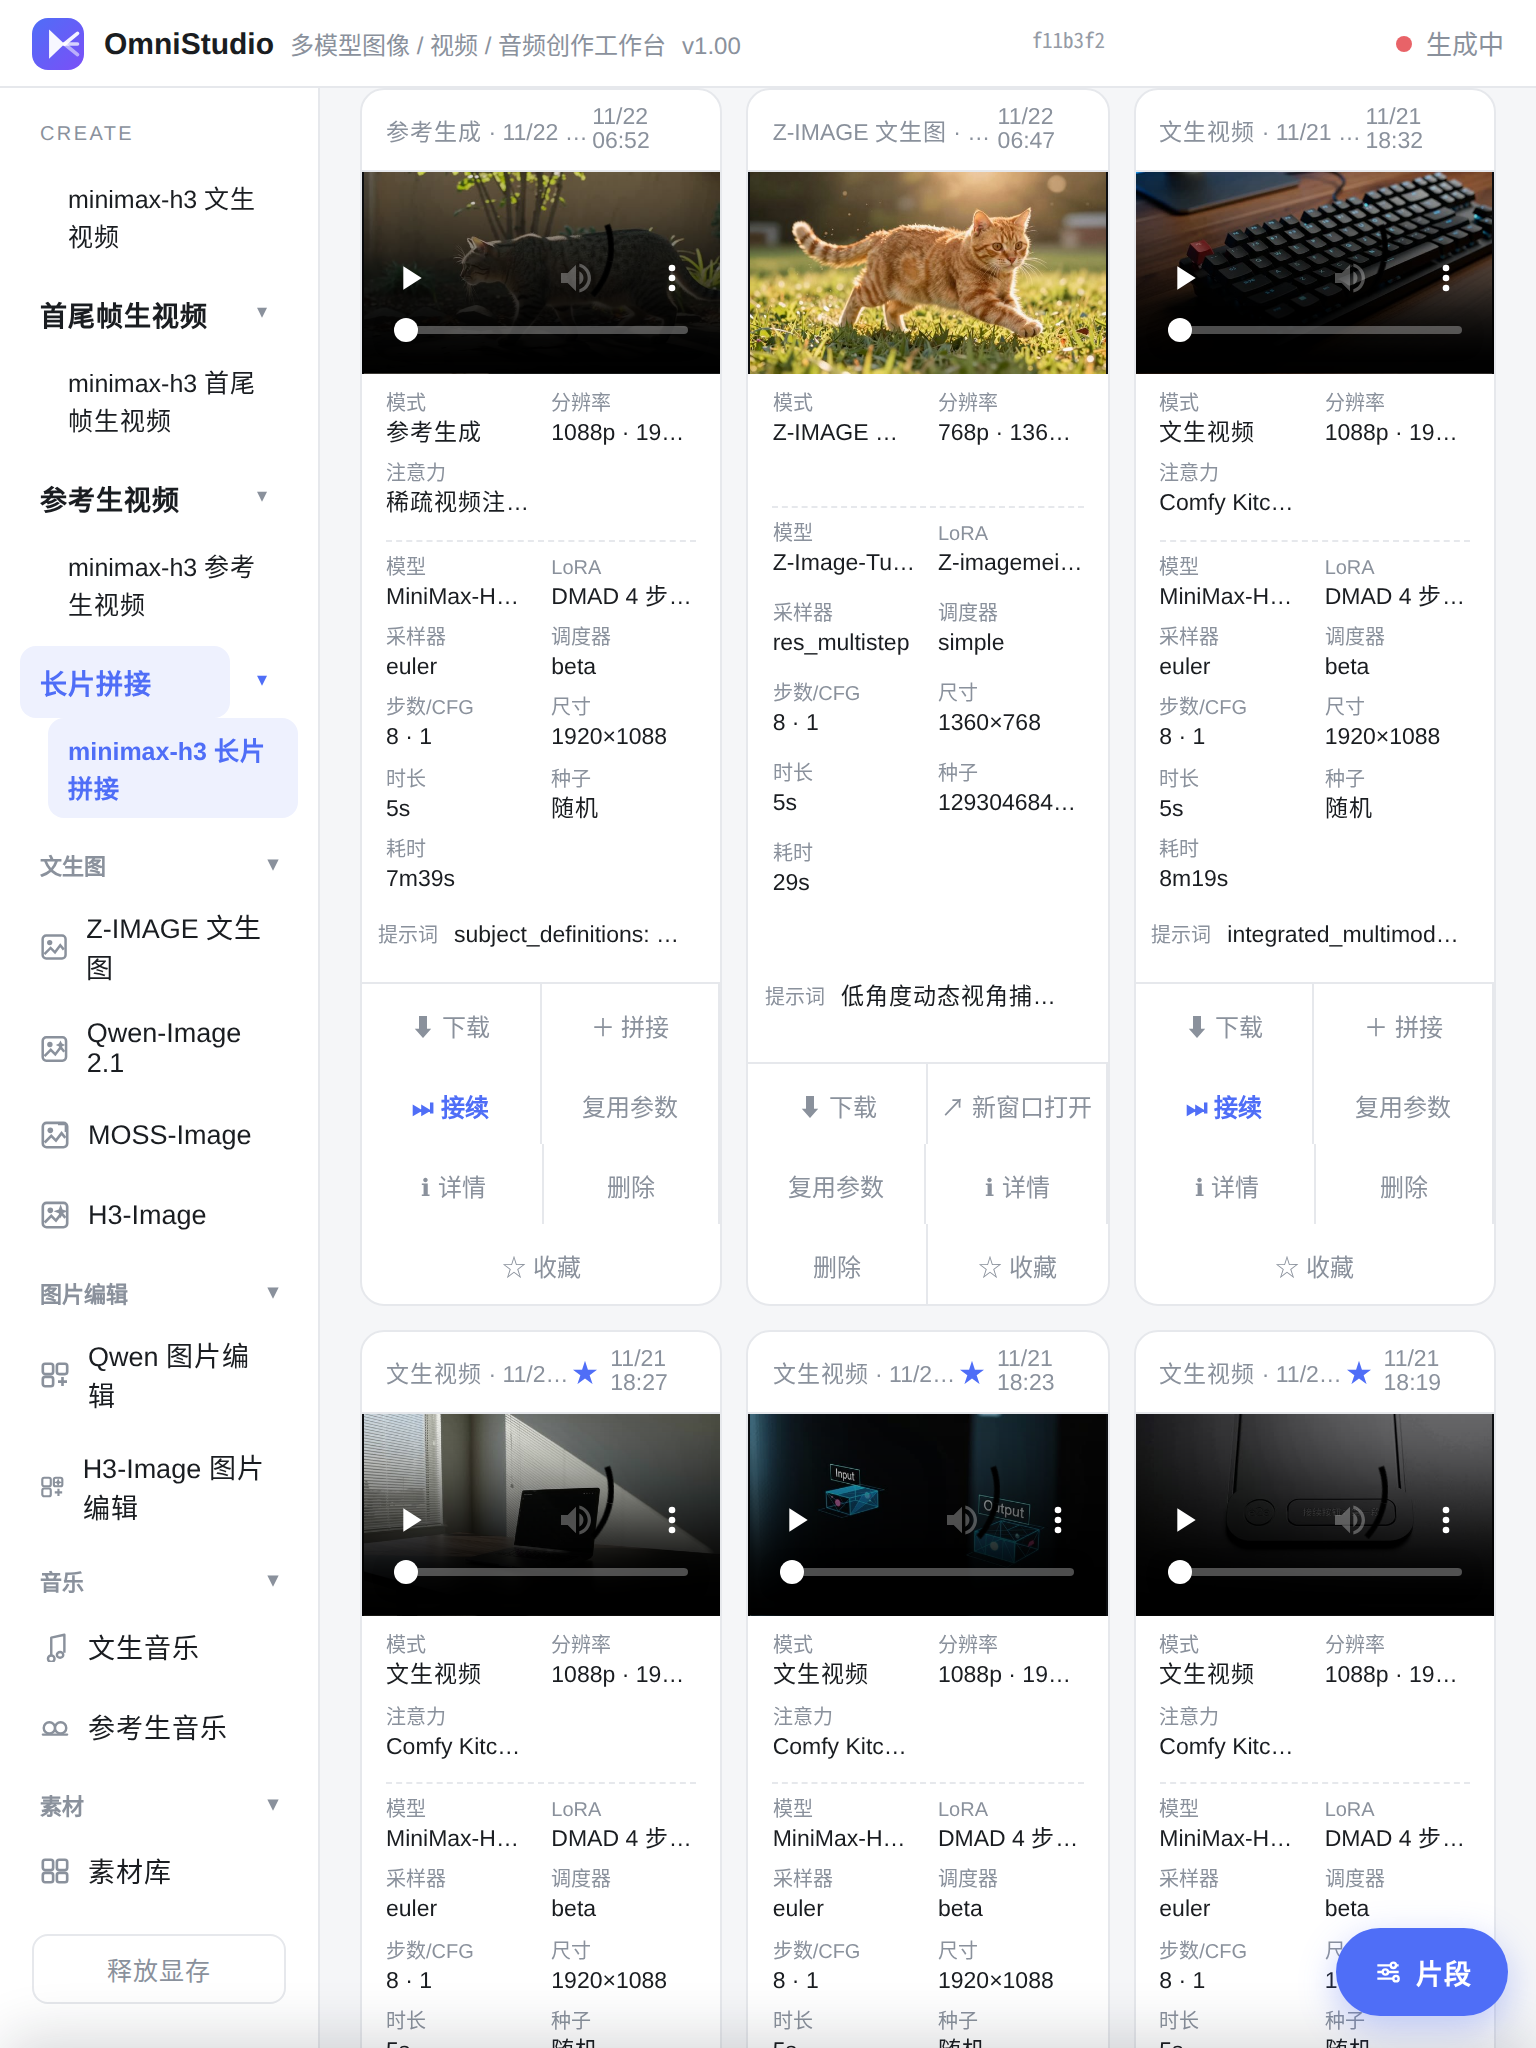 OmniStudio 多模型图像 / 视频 / 音频创作工作台 v1.00
f11b3f2
生成中
CREATE
minimax-h3 文生
视频
首尾帧生视频 ▼
minimax-h3 首尾
帧生视频
参考生视频 ▼
minimax-h3 参考
生视频
长片拼接 ▼
minimax-h3 长片
拼接
文生图 ▼
Z-IMAGE 文生
图
Qwen-Image
2.1
MOSS-Image
H3-Image
图片编辑 ▼
Qwen 图片编
辑
H3-Image 图片
编辑
音乐 ▼
文生音乐
参考生音乐
素材 ▼
素材库
释放显存
参考生成 · 11/22 …
11/22
06:52
模式 分辨率
参考生成 1088p · 19…
注意力
稀疏视频注…
模型 LoRA
MiniMax-H… DMAD 4 步…
采样器 调度器
euler beta
步数/CFG 尺寸
8 · 1 1920×1088
时长 种子
5s 随机
耗时
7m39s
提示词 subject_definitions: …
⬇ 下载 ＋ 拼接
⏭ 接续 复用参数
ℹ 详情 删除
☆ 收藏
Z-IMAGE 文生图 · …
11/22
06:47
模式 分辨率
Z-IMAGE … 768p · 136…
模型 LoRA
Z-Image-Tu… Z-imagemei…
采样器 调度器
res_multistep simple
步数/CFG 尺寸
8 · 1 1360×768
时长 种子
5s 129304684…
耗时
29s
提示词 低角度动态视角捕…
⬇ 下载 ↗ 新窗口打开
复用参数 ℹ 详情
删除 ☆ 收藏
文生视频 · 11/21 …
11/21
18:32
模式 分辨率
文生视频 1088p · 19…
注意力
Comfy Kitc…
模型 LoRA
MiniMax-H… DMAD 4 步…
采样器 调度器
euler beta
步数/CFG 尺寸
8 · 1 1920×1088
时长 种子
5s 随机
耗时
8m19s
提示词 integrated_multimod…
⬇ 下载 ＋ 拼接
⏭ 接续 复用参数
ℹ 详情 删除
☆ 收藏
文生视频 · 11/2… ★
11/21
18:27
模式 分辨率
文生视频 1088p · 19…
注意力
Comfy Kitc…
模型 LoRA
MiniMax-H… DMAD 4 步…
采样器 调度器
euler beta
步数/CFG 尺寸
8 · 1 1920×1088
时长 种子
5s 随机
文生视频 · 11/2… ★
11/21
18:23
Input
Output
模式 分辨率
文生视频 1088p · 19…
注意力
Comfy Kitc…
模型 LoRA
MiniMax-H… DMAD 4 步…
采样器 调度器
euler beta
步数/CFG 尺寸
8 · 1 1920×1088
时长 种子
5s 随机
文生视频 · 11/2… ★
11/21
18:19
模式 分辨率
文生视频 1088p · 19…
注意力
Comfy Kitc…
模型 LoRA
MiniMax-H… DMAD 4 步…
采样器 调度器
euler beta
步数/CFG 尺
8 · 1 1
时长 种子
5s 随机
片段